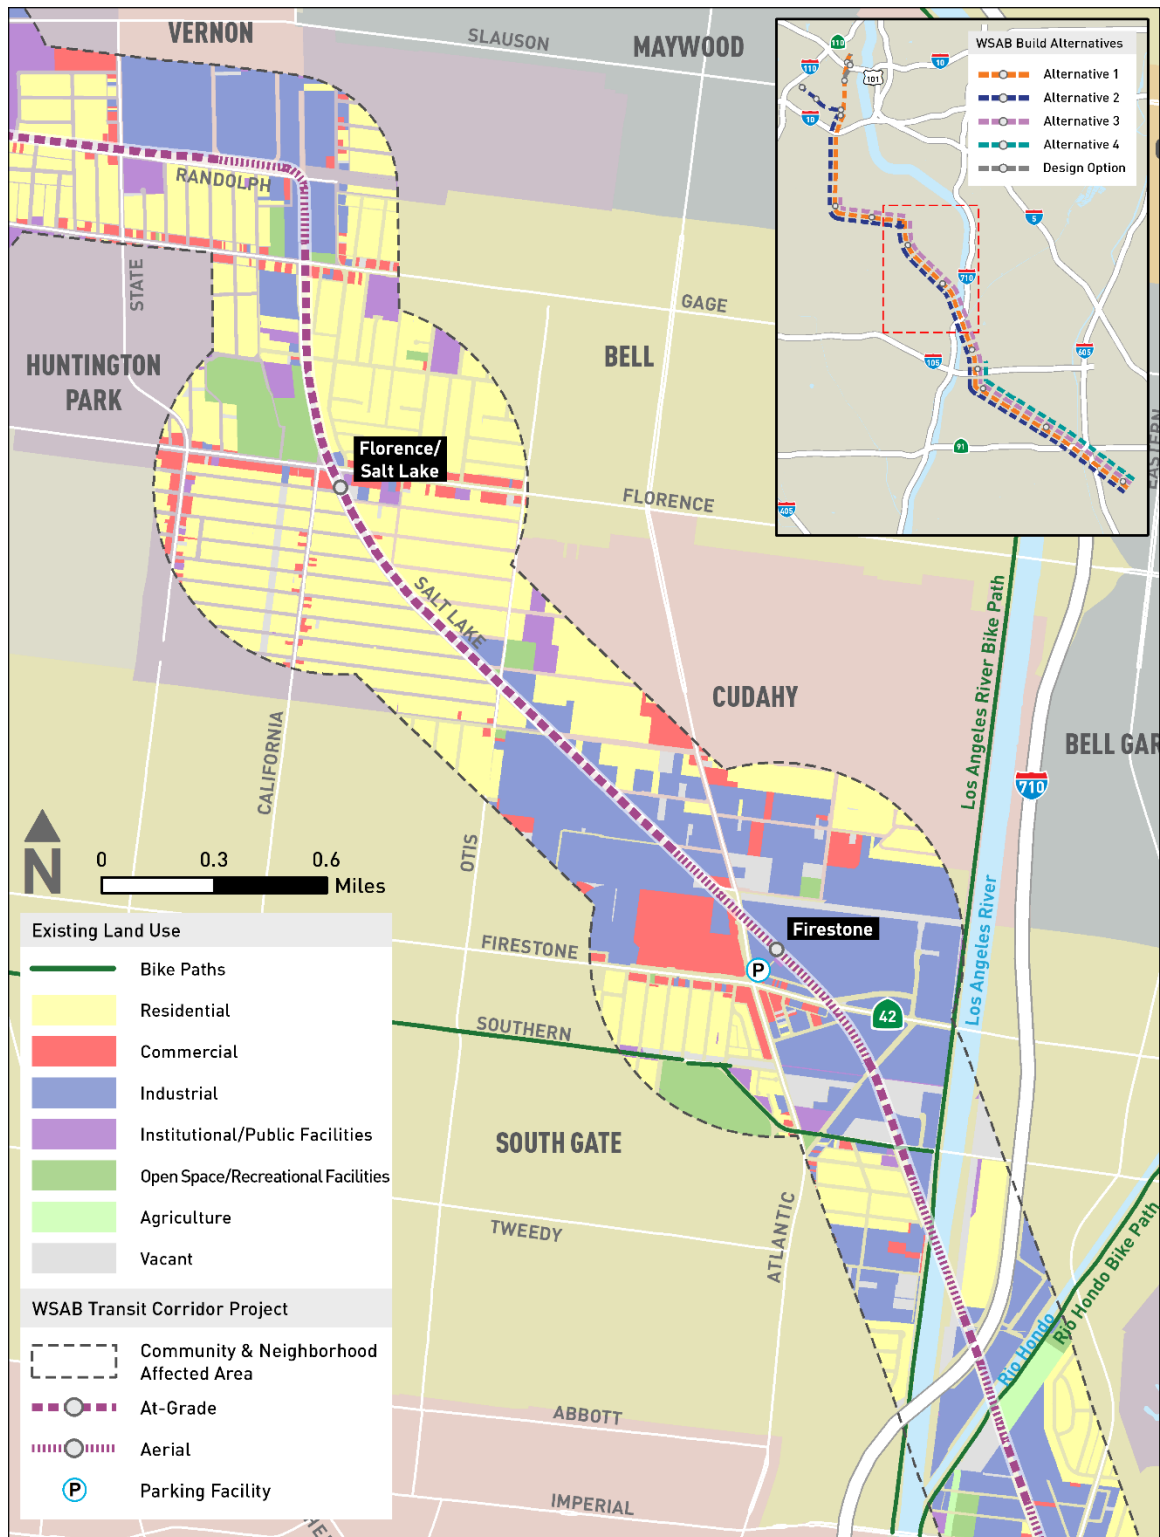 VERNON
SLAUSON
MAYWOOD
RANDOLPH
STATE
GAGE
HUNTINGTON
PARK
BELL
Florence/
Salt Lake
FLORENCE
SALT LAKE
CUDAHY
CALIFORNIA
OTIS
BELL GAR
Los Angeles River Bike Path
710
Los Angeles River
Firestone
FIRESTONE
P
42
SOUTHERN
SOUTH GATE
TWEEDY
ATLANTIC
Rio Hondo
Rio Hondo Bike Path
ABBOTT
IMPERIAL
EASTERN
N
0 0.3 0.6
Miles
Existing Land Use
Bike Paths
Residential
Commercial
Industrial
Institutional/Public Facilities
Open Space/Recreational Facilities
Agriculture
Vacant
WSAB Transit Corridor Project
Community & Neighborhood
Affected Area
At-Grade
Aerial
P Parking Facility
WSAB Build Alternatives
Alternative 1
Alternative 2
Alternative 3
Alternative 4
Design Option
110
110
101
10
10
5
710
105
605
91
605